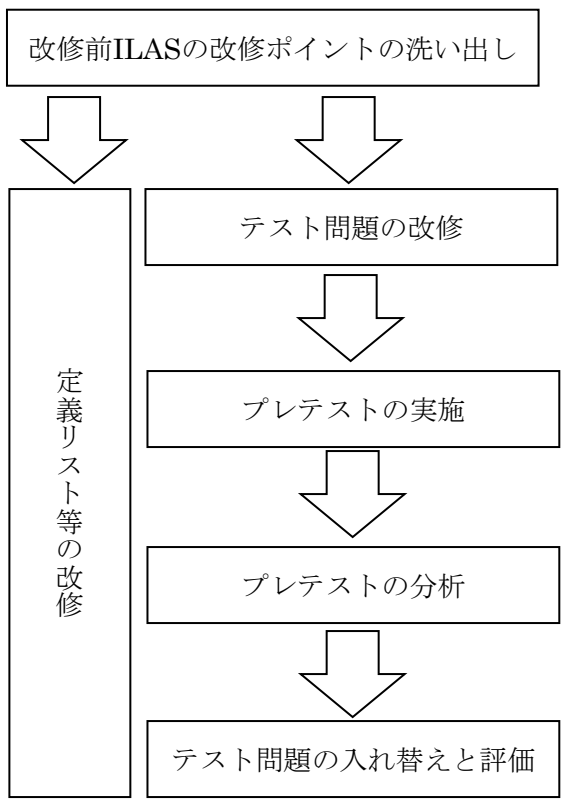 改修前ILASの改修ポイントの洗い出し
テスト問題の改修
プレテストの実施
定義リスト等の改修
プレテストの分析
テスト問題の入れ替えと評価